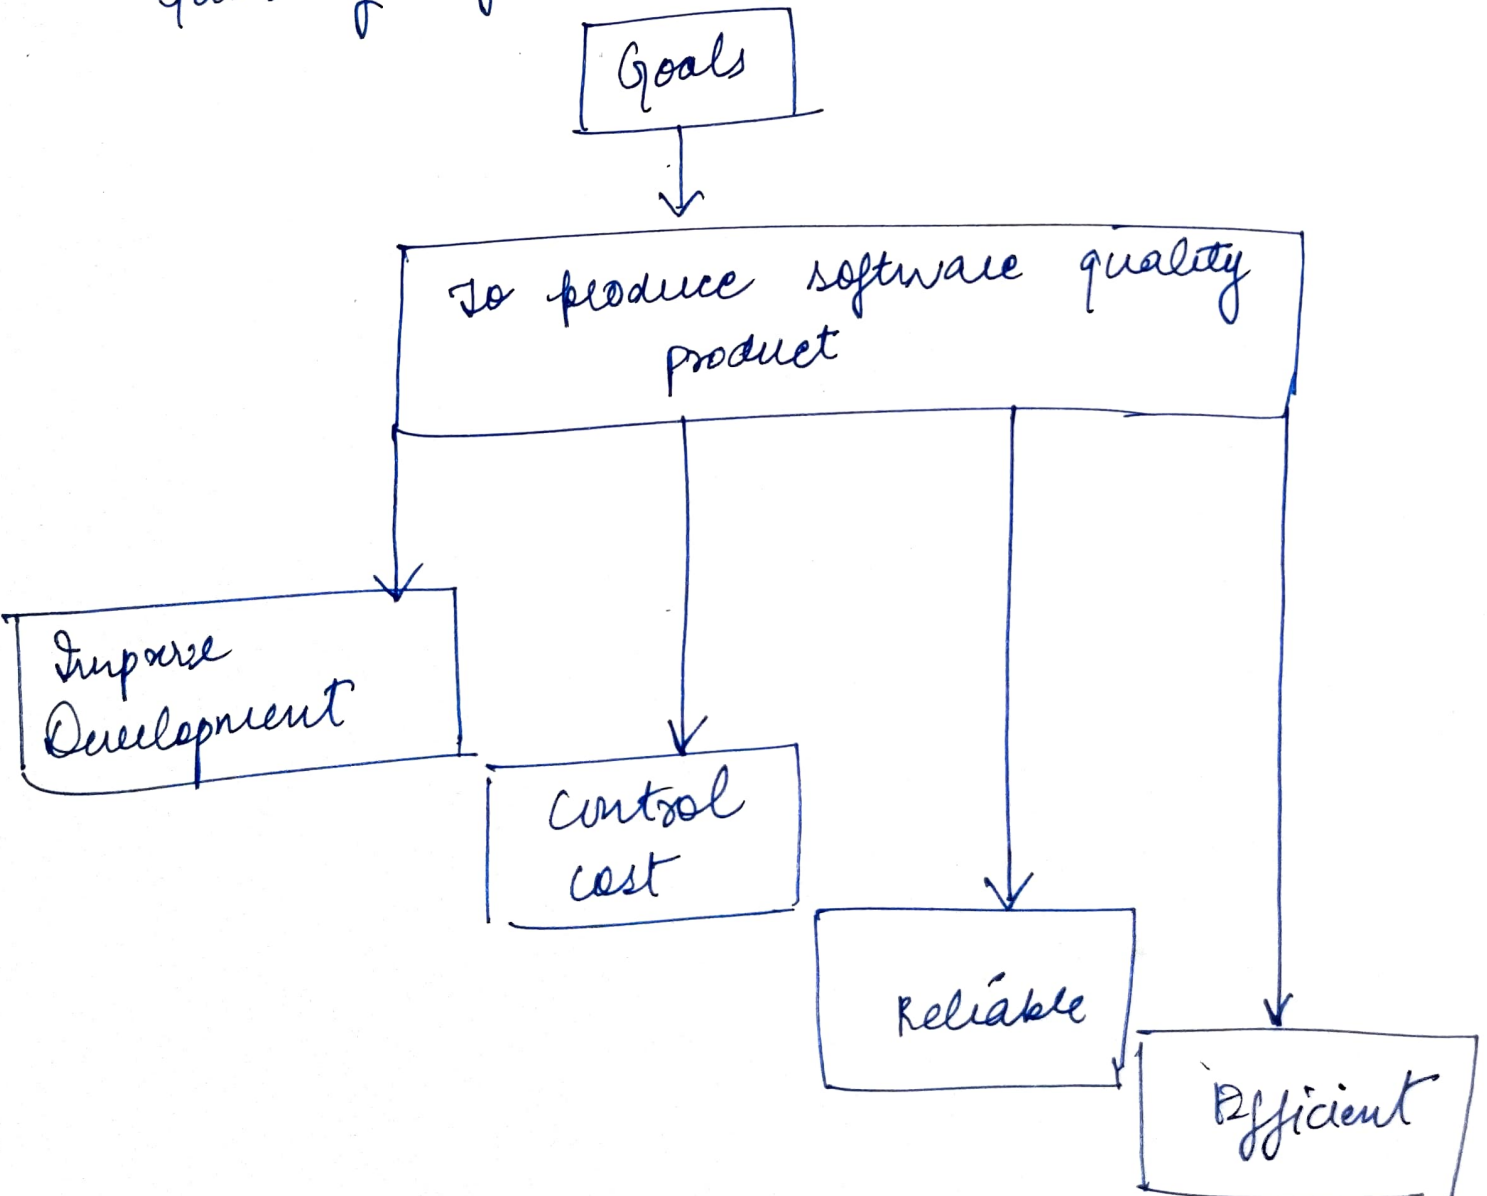 Goals
To produce software quality
product
Improve
Development
Control
cost
Reliable
Efficient